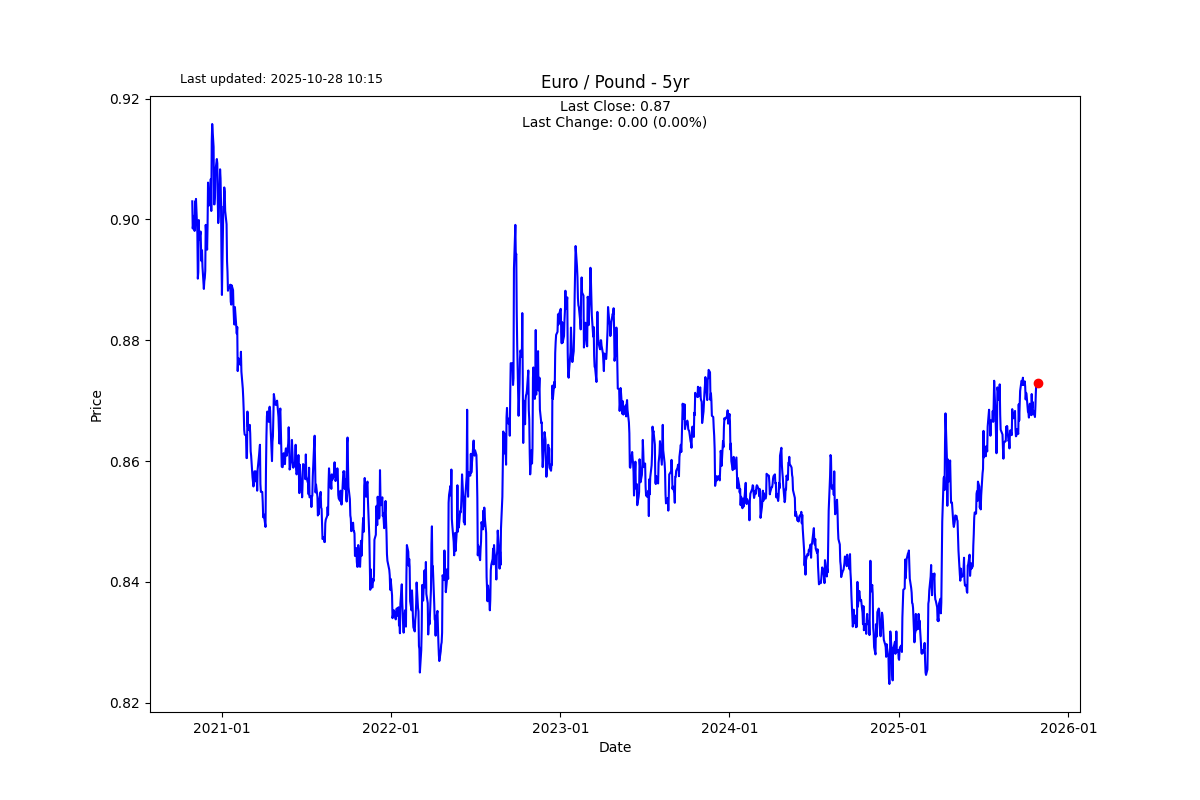 Last updated: 2025-10-28 10:15
Euro / Pound - 5yr
Last Close: 0.87
Last Change: 0.00 (0.00%)
0.92
0.90
0.88
0.86
0.84
0.82
Price
2021-01
2022-01
2023-01
2024-01
2025-01
2026-01
Date